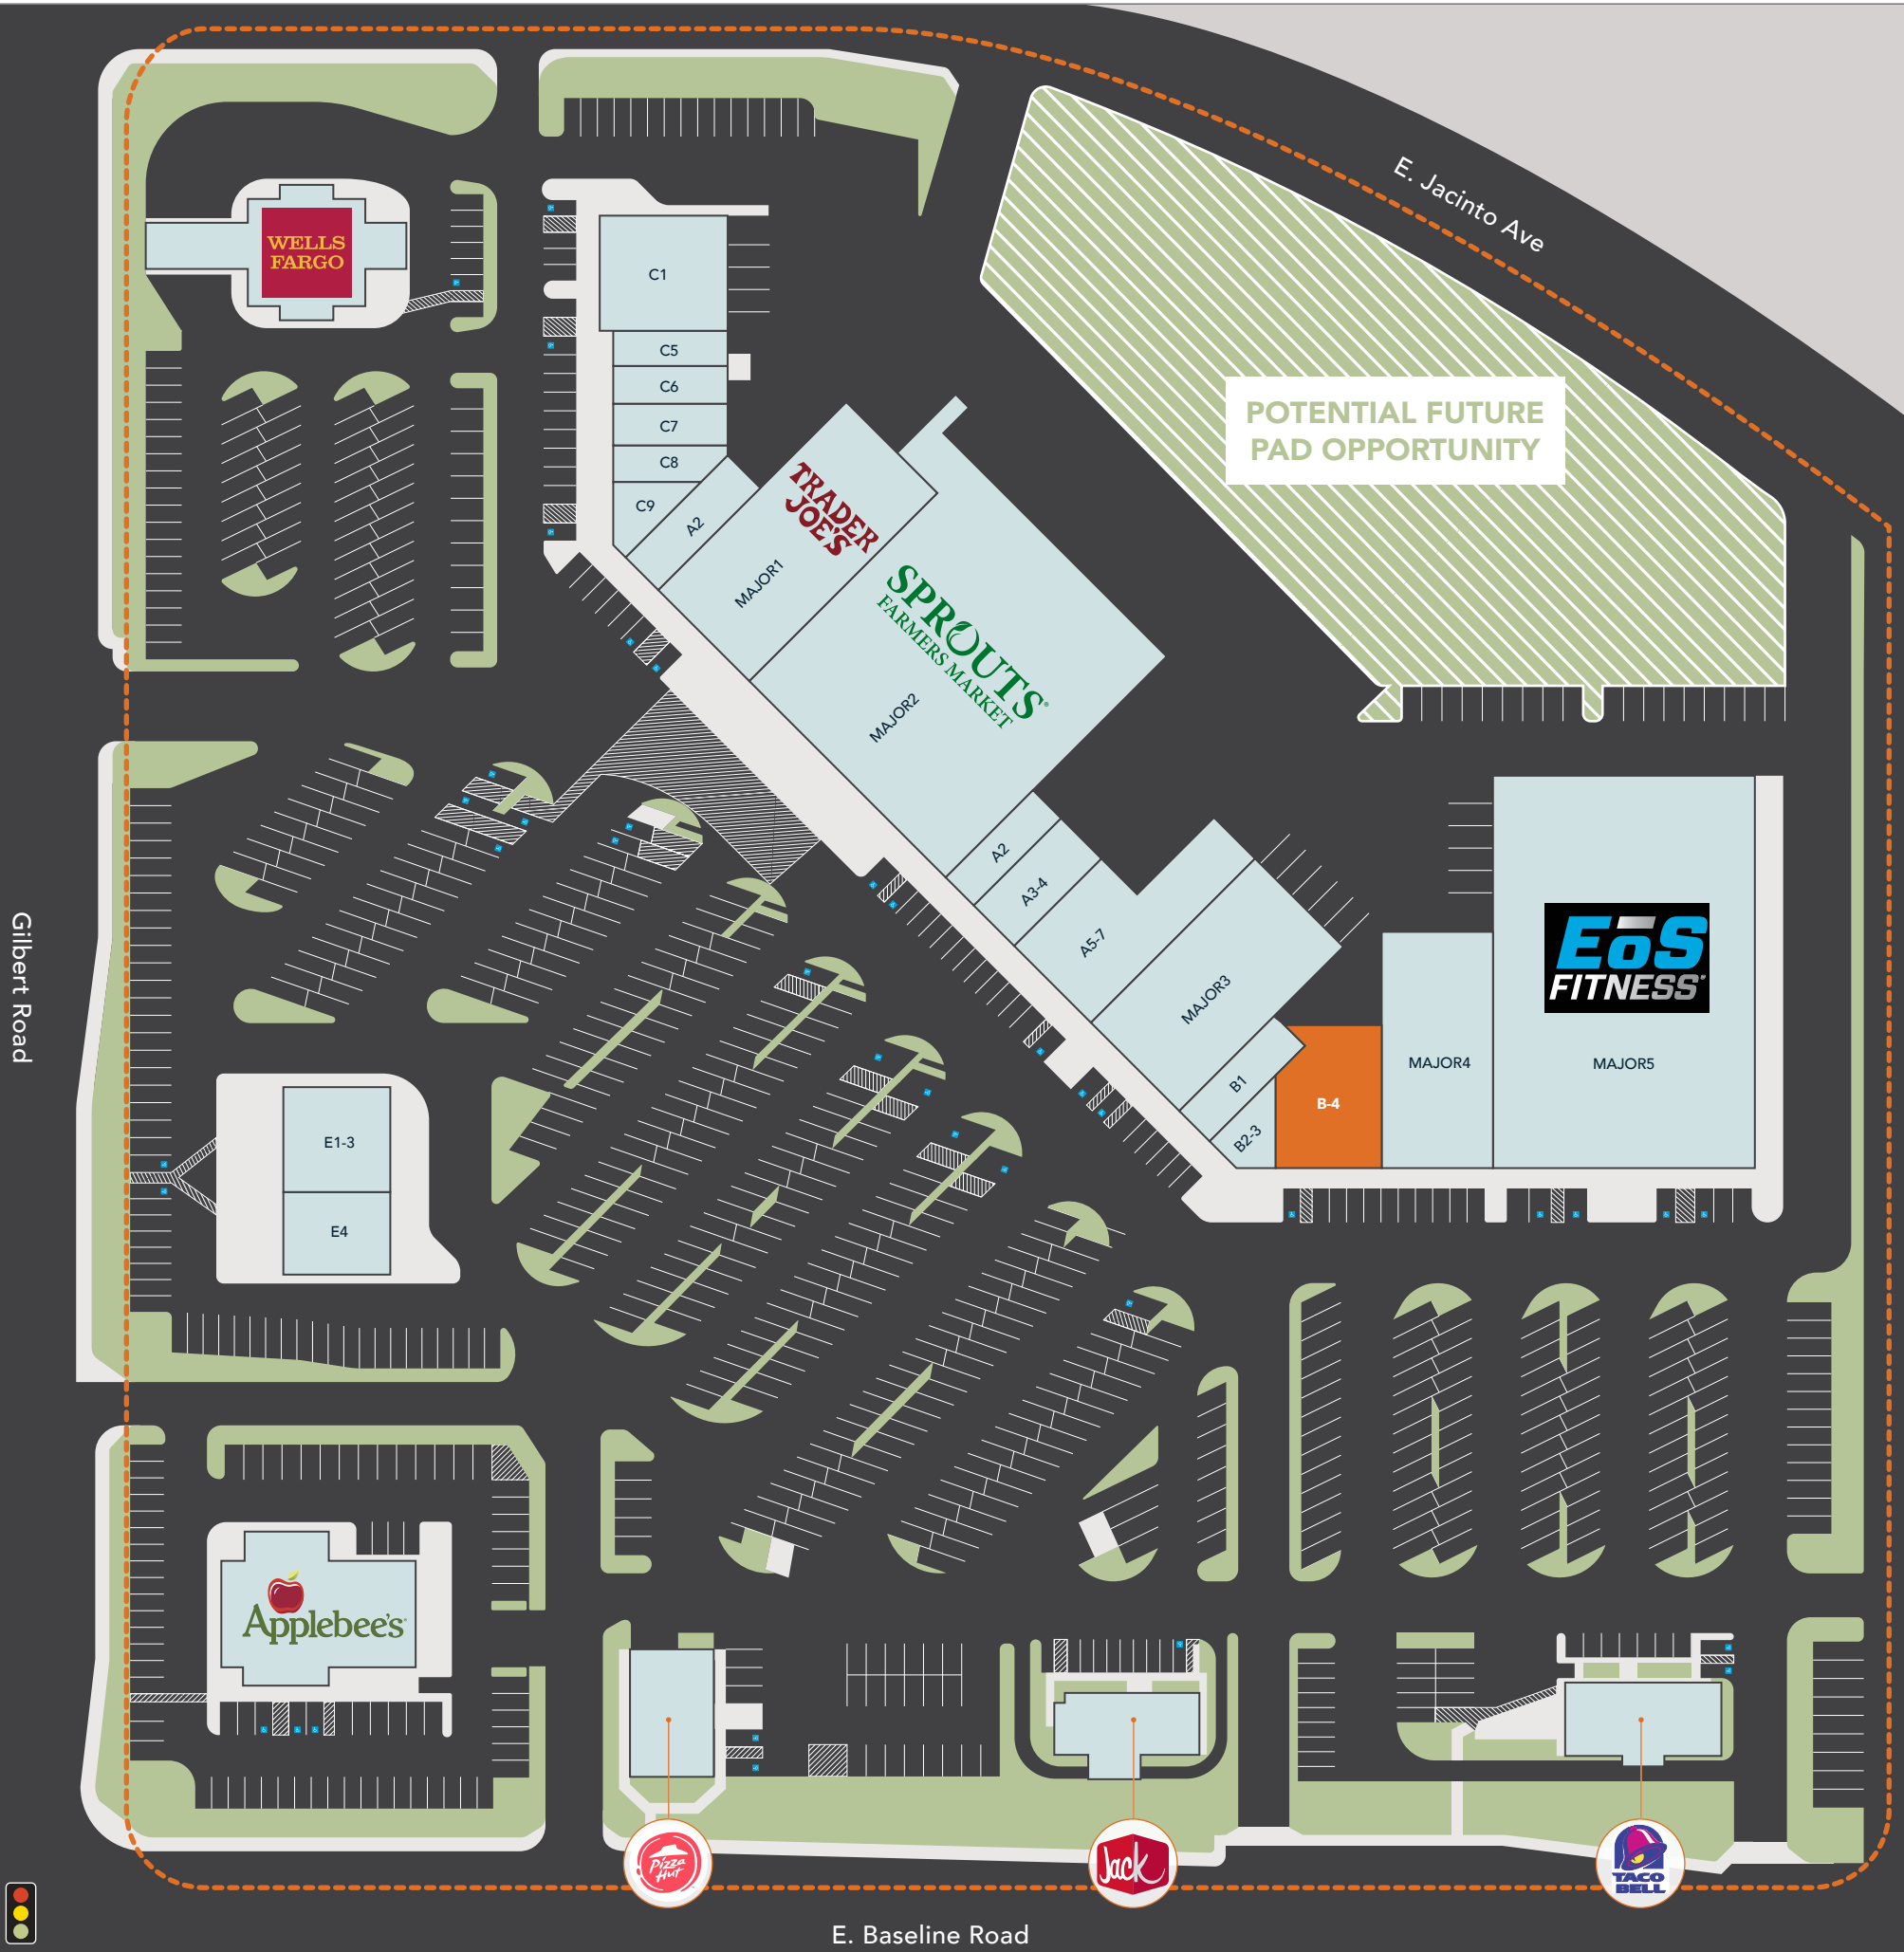 E. Jacinto Ave
WELLS
FARGO
C1
C5
C6
C7
C8
C9
A2
POTENTIAL FUTURE
PAD OPPORTUNITY
TRADER
JOE'S
MAJOR1
SPROUTS
FARMERS MARKET
MAJOR2
A2
A3-4
A5-7
MAJOR3
B1
B2-3
B-4
MAJOR4
EōS
FITNESS
MAJOR5
Gilbert Road
E1-3
E4
Applebee's
Pizza
Hut
Jack
TACO
BELL
E. Baseline Road